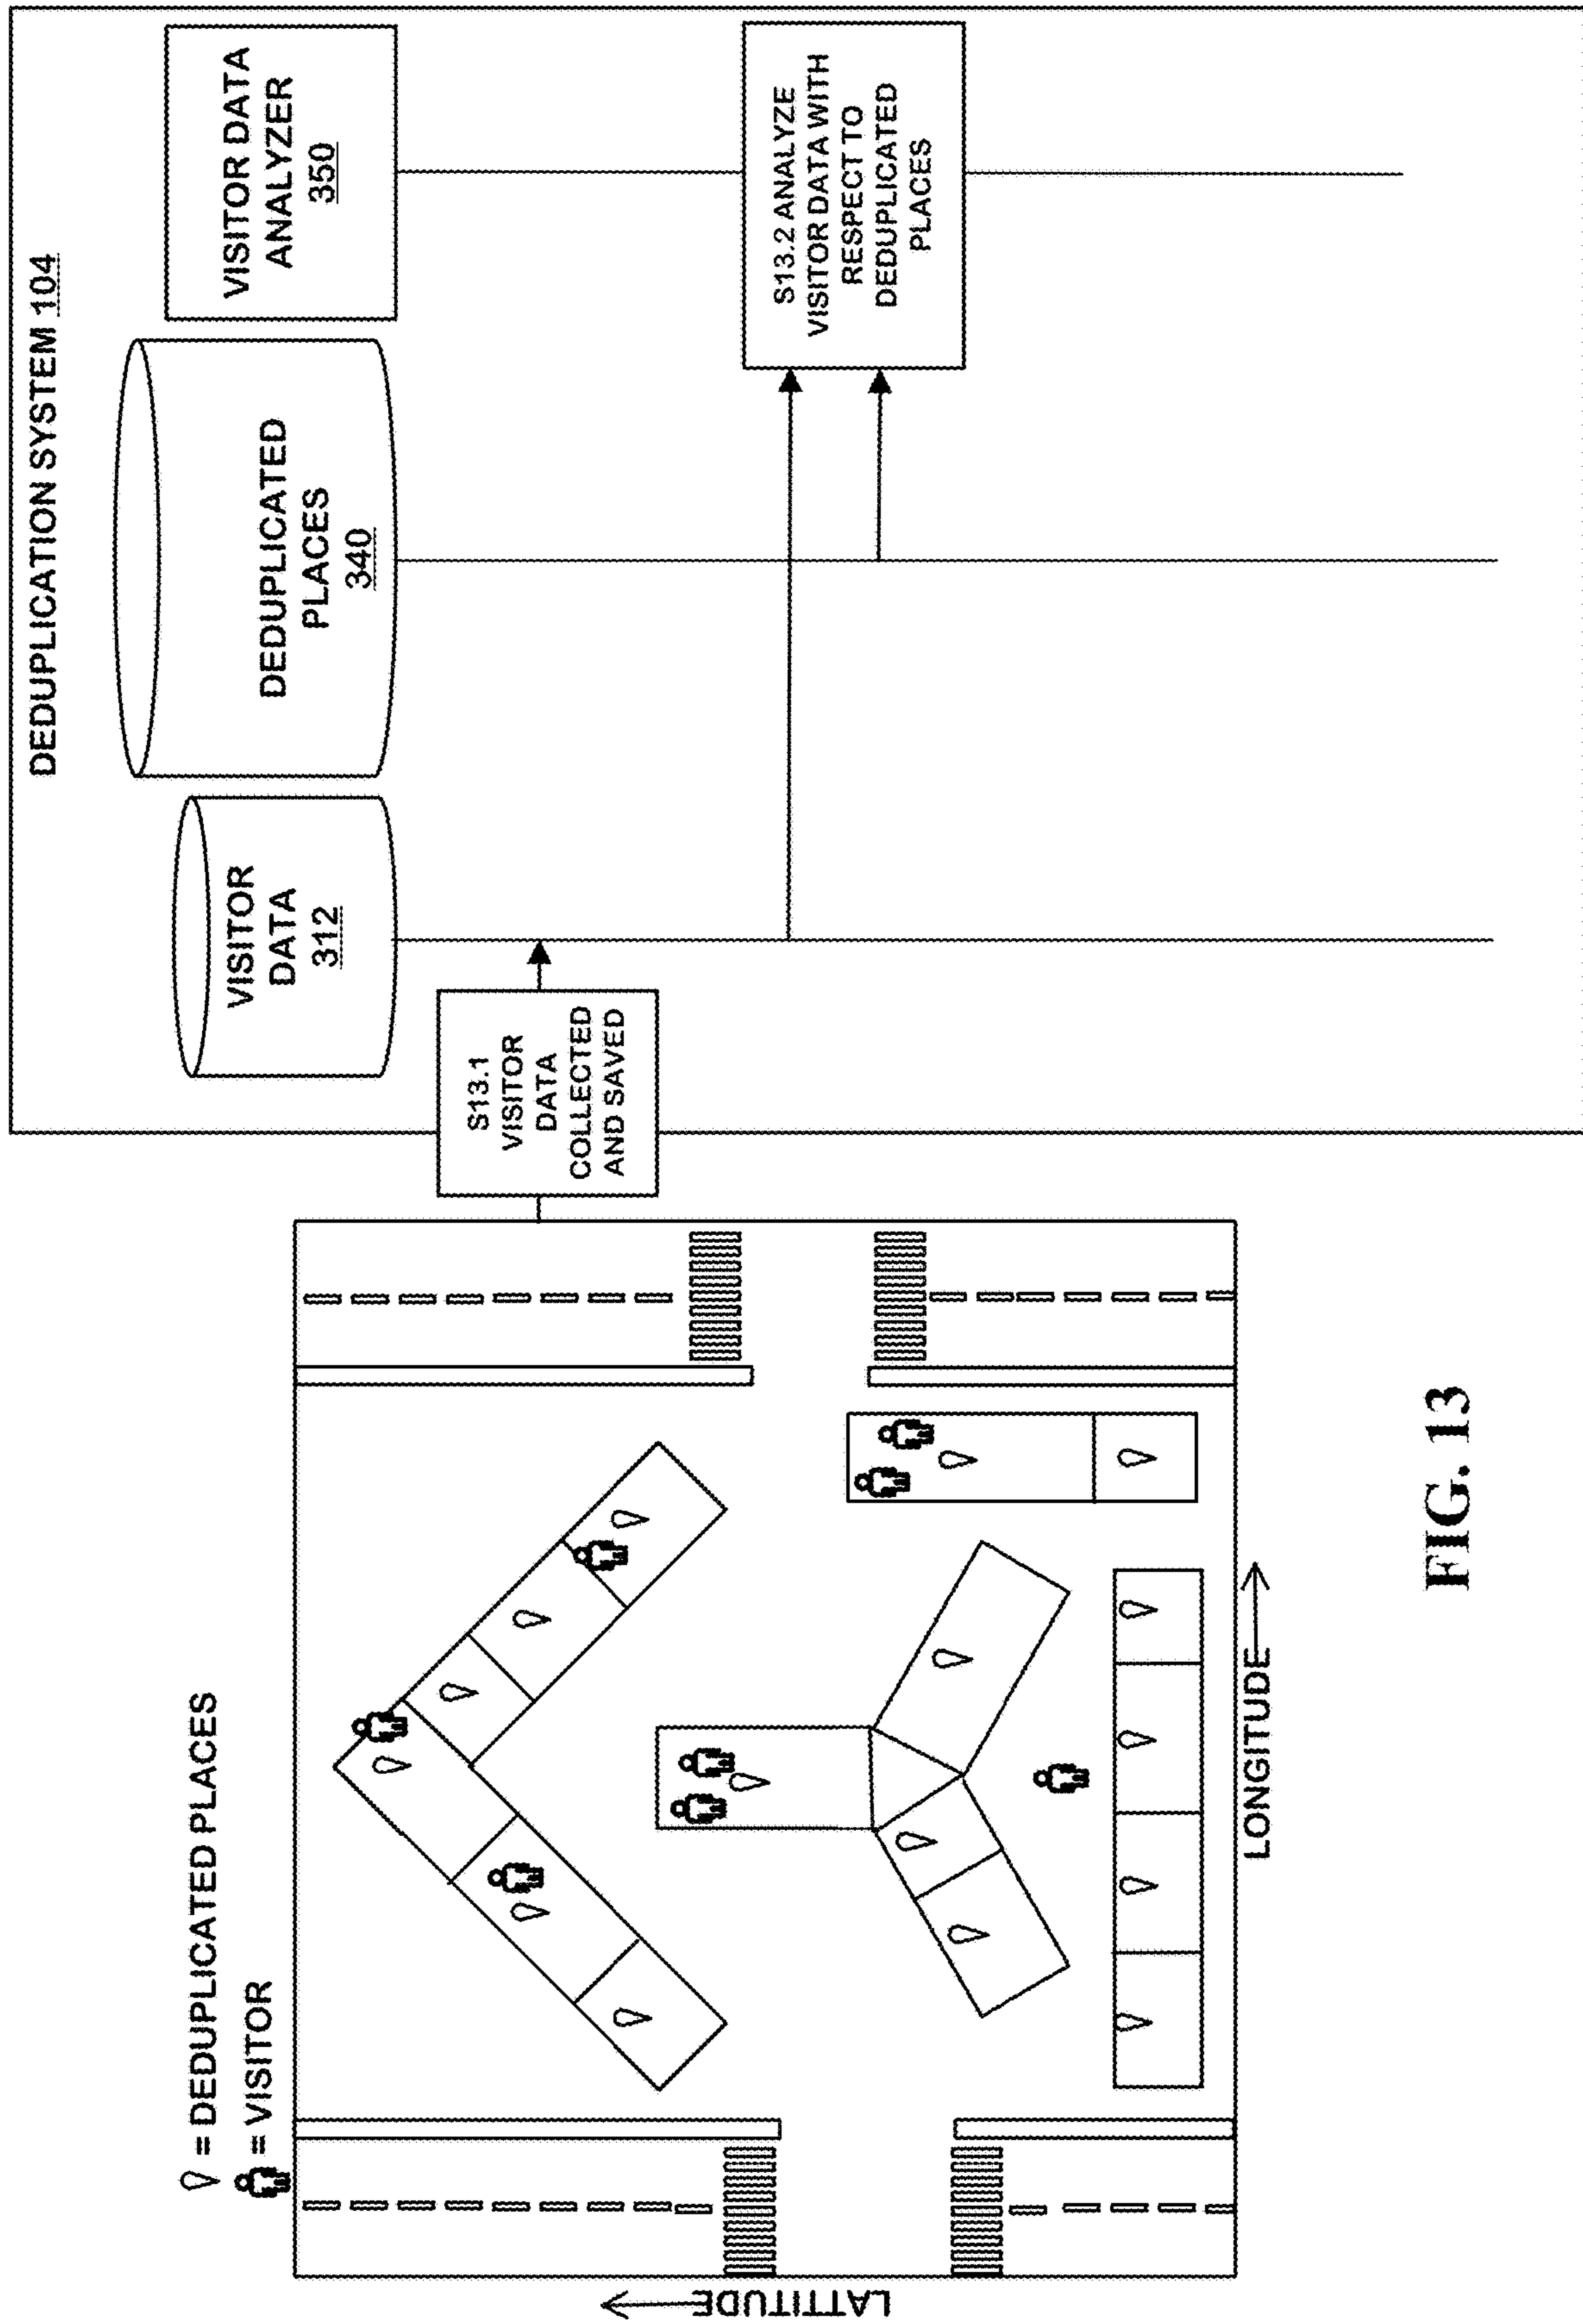 = DEDUPLICATED PLACES
= VISITOR
LATTITUDE
LONGITUDE
DEDUPLICATION SYSTEM 104
VISITOR
DATA
312
DEDUPLICATED
PLACES
340
VISITOR DATA
ANALYZER
350
S13.1
VISITOR
DATA
COLLECTED
AND SAVED
S13.2 ANALYZE
VISITOR DATA WITH
RESPECT TO
DEDUPLICATED
PLACES
FIG. 13